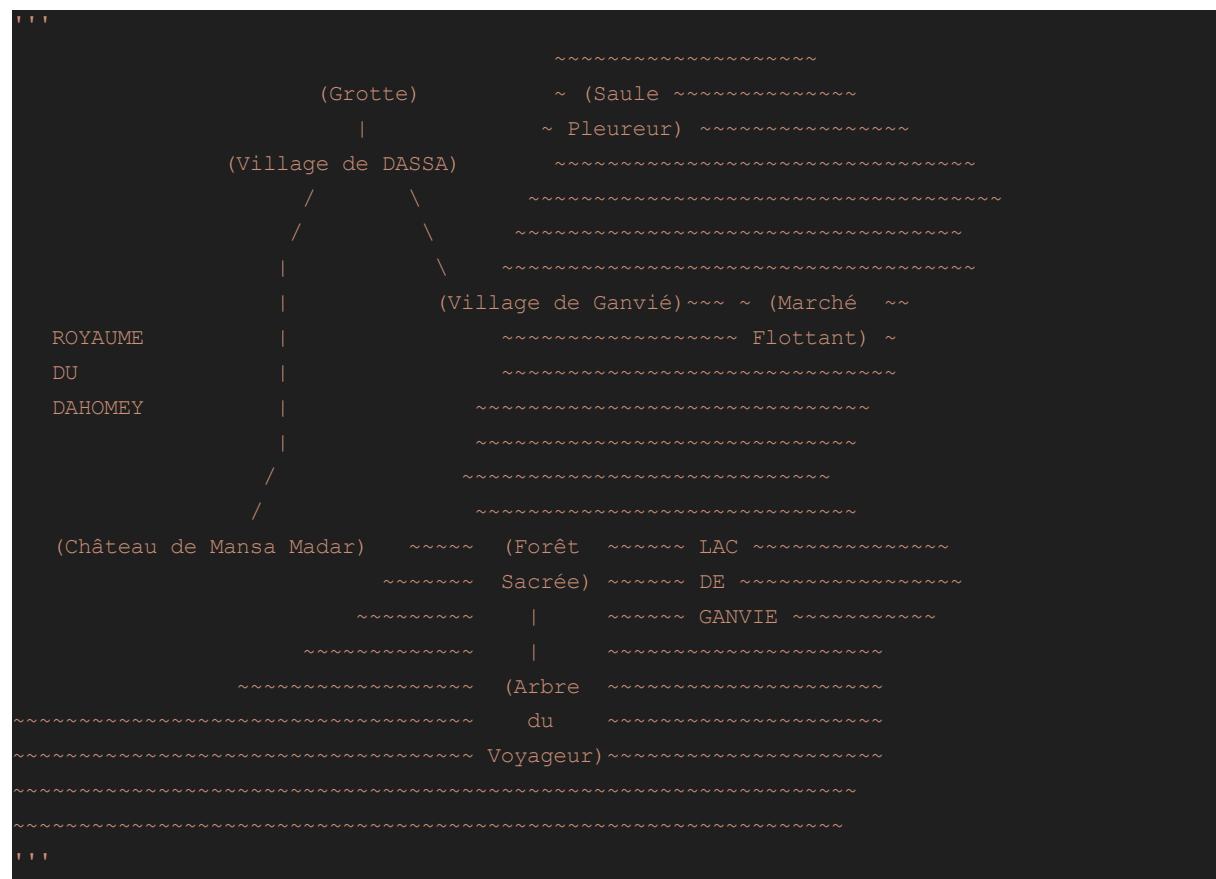 '''
~~~~~~~~~~~~~~~~~~~~
(Grotte) ~ (Saule ~~~~~~~~~~~~~~
| ~ Pleureur) ~~~~~~~~~~~~~~~~
(Village de DASSA) ~~~~~~~~~~~~~~~~~~~~~~~~~~~~~~~~
/ \ ~~~~~~~~~~~~~~~~~~~~~~~~~~~~~~~~~~~~
/ \ ~~~~~~~~~~~~~~~~~~~~~~~~~~~~~~~~~~
| \ ~~~~~~~~~~~~~~~~~~~~~~~~~~~~~~~~~~~~
| (Village de Ganvié)~~~ ~ (Marché ~~
ROYAUME | ~~~~~~~~~~~~~~~~~~ Flottant) ~
DU | ~~~~~~~~~~~~~~~~~~~~~~~~~~~~~~
DAHOMEY | ~~~~~~~~~~~~~~~~~~~~~~~~~~~~~~
| ~~~~~~~~~~~~~~~~~~~~~~~~~~~~~
/ ~~~~~~~~~~~~~~~~~~~~~~~~~~~~
/ ~~~~~~~~~~~~~~~~~~~~~~~~~~~~~
(Château de Mansa Madar) ~~~~~ (Forêt ~~~~~~ LAC ~~~~~~~~~~~~~~~
~~~~~~~ Sacrée) ~~~~~~ DE ~~~~~~~~~~~~~~~~~
~~~~~~~~~ | ~~~~~~ GANVIE ~~~~~~~~~~~
~~~~~~~~~~~~~ | ~~~~~~~~~~~~~~~~~~~~~
~~~~~~~~~~~~~~~~~~ (Arbre ~~~~~~~~~~~~~~~~~~~~~
~~~~~~~~~~~~~~~~~~~~~~~~~~~~~~~~~~~ du ~~~~~~~~~~~~~~~~~~~~~
~~~~~~~~~~~~~~~~~~~~~~~~~~~~~~~~~~~ Voyageur)~~~~~~~~~~~~~~~~~~~~~
~~~~~~~~~~~~~~~~~~~~~~~~~~~~~~~~~~~~~~~~~~~~~~~~~~~~~~~~~~~~~~~~
~~~~~~~~~~~~~~~~~~~~~~~~~~~~~~~~~~~~~~~~~~~~~~~~~~~~~~~~~~~~~~~
'''